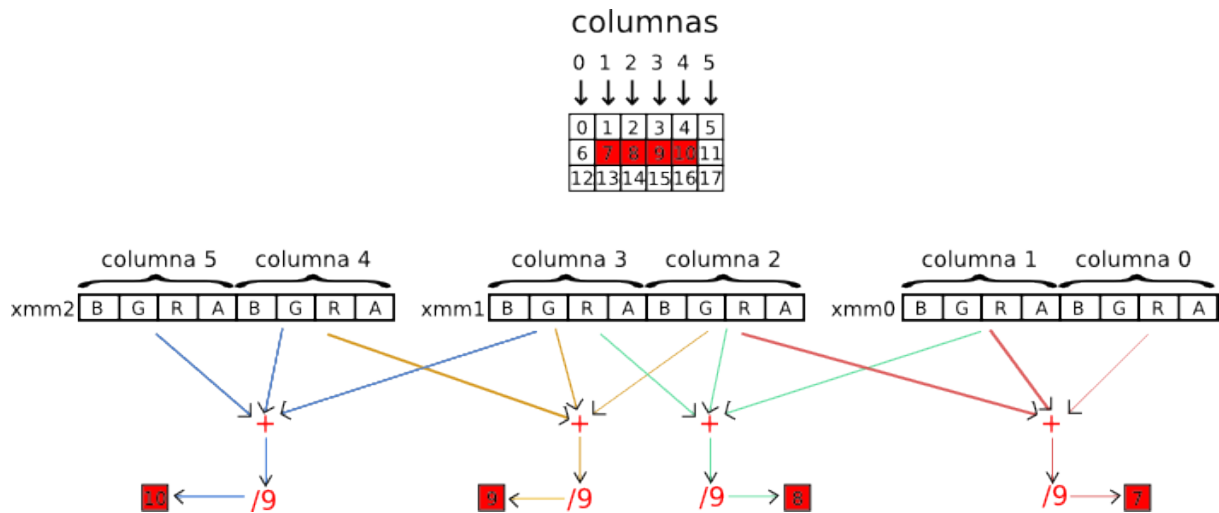 columnas
0 1 2 3 4 5
0 1 2 3 4 5
6 7 8 9 10 11
12 13 14 15 16 17
columna 5 columna 4 columna 3 columna 2 columna 1 columna 0
xmm2 B G R A B G R A xmm1 B G R A B G R A xmm0 B G R A B G R A
+ + + +
10 /9 9 /9 /9 8 /9 7